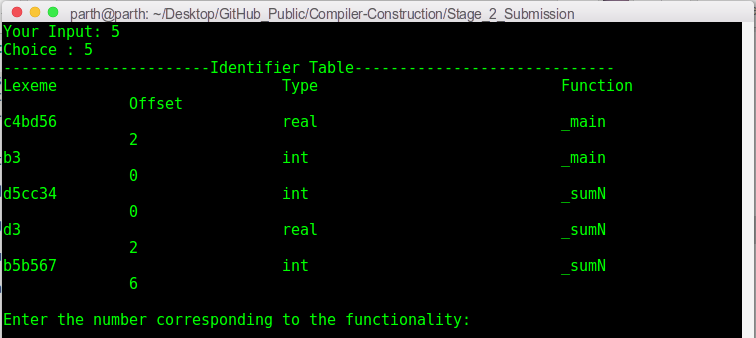 parth@parth: ~/Desktop/GitHub_Public/Compiler-Construction/Stage_2_Submission
Your Input: 5
Choice : 5
-----------------------Identifier Table-----------------------------
Lexeme Type Function
Offset
c4bd56 real _main
2
b3 int _main
0
d5cc34 int _sumN
0
d3 real _sumN
2
b5b567 int _sumN
6
Enter the number corresponding to the functionality: